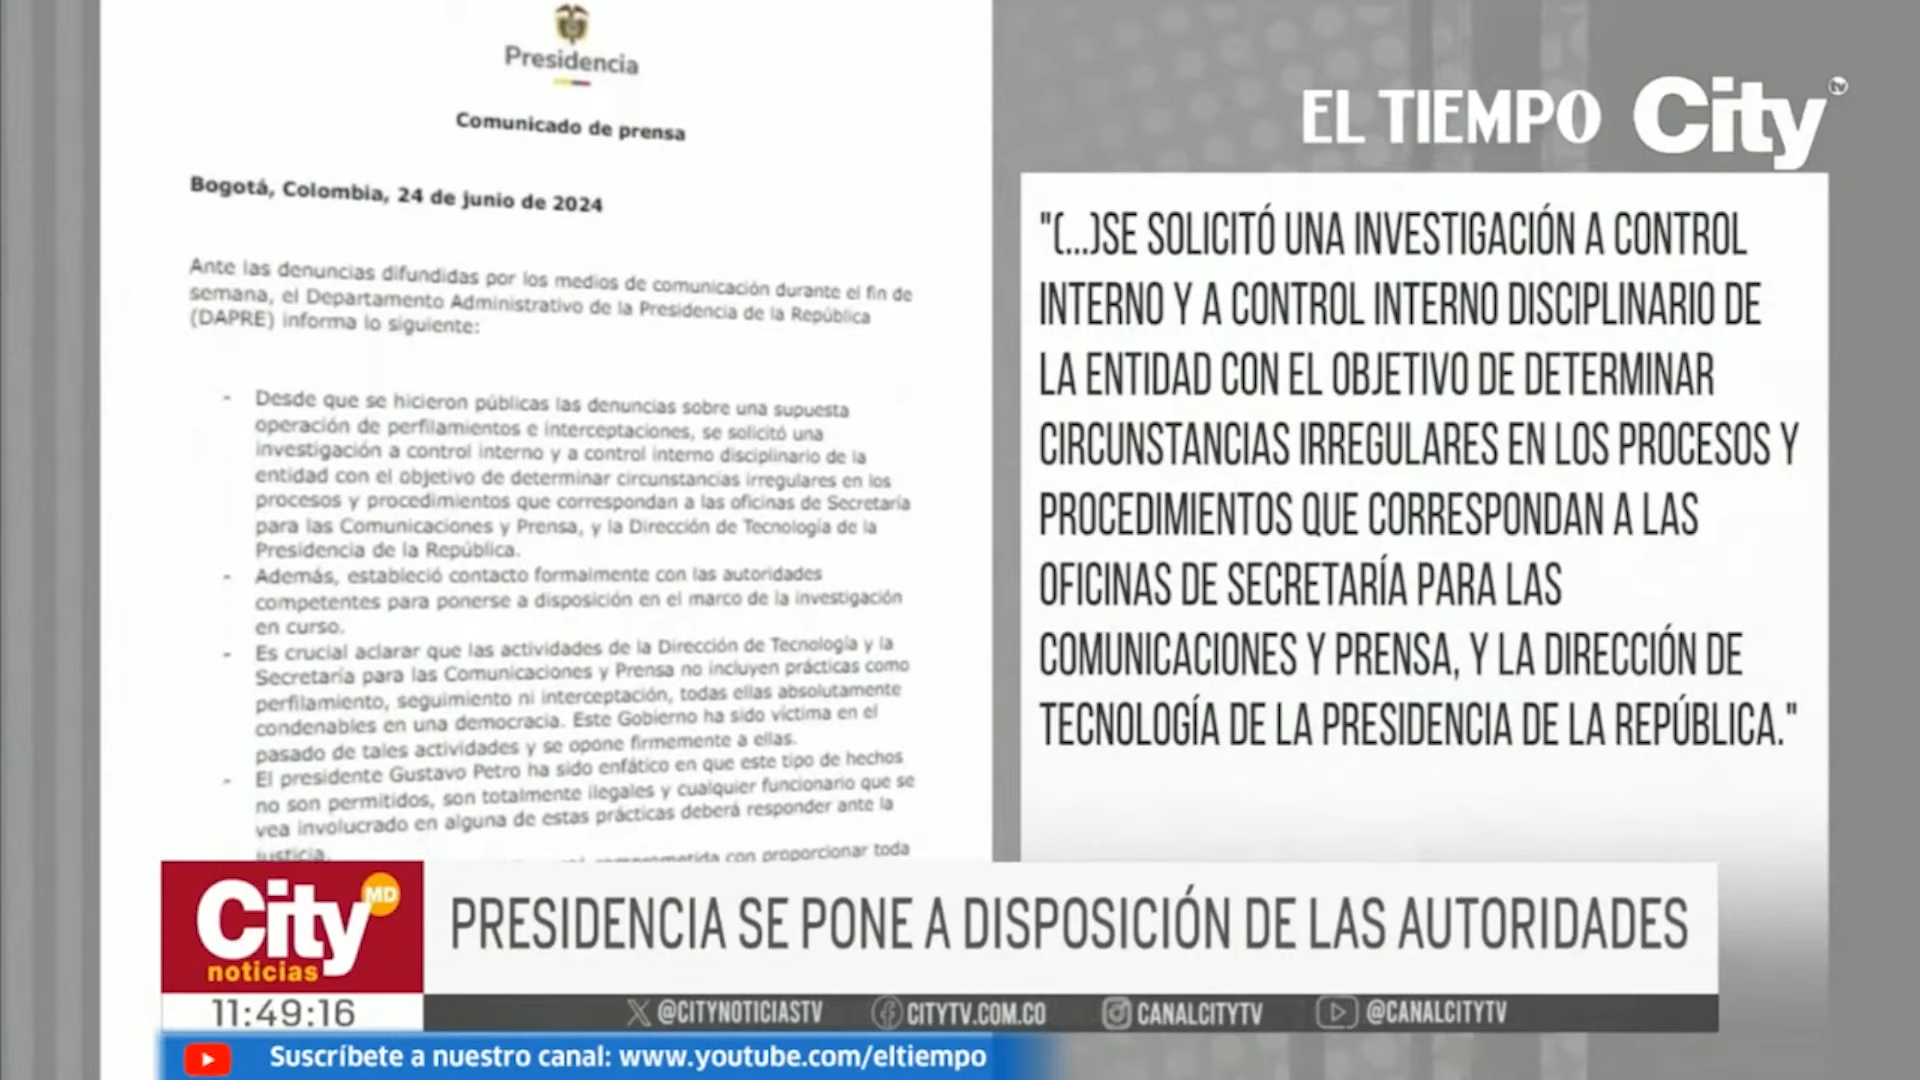 Presidencia
Comunicado de prensa
Bogotá, Colombia, 24 de junio de 2024
Ante las denuncias difundidas por los medios de comunicación durante el fin de
semana, el Departamento Administrativo de la Presidencia de la República
(DAPRE) informa lo siguiente:
- Desde que se hicieron públicas las denuncias sobre una supuesta
operación de perfilamientos e interceptaciones, se solicitó una
investigación a control interno y a control interno disciplinario de la
entidad con el objetivo de determinar circunstancias irregulares en los
procesos y procedimientos que correspondan a las oficinas de Secretaría
para las Comunicaciones y Prensa, y la Dirección de Tecnología de la
Presidencia de la República.
- Además, estableció contacto formalmente con las autoridades
competentes para ponerse a disposición en el marco de la investigación
en curso.
- Es crucial aclarar que las actividades de la Dirección de Tecnología y la
Secretaría para las Comunicaciones y Prensa no incluyen prácticas como
perfilamiento, seguimiento ni interceptación, todas ellas absolutamente
condenables en una democracia. Este Gobierno ha sido víctima en el
pasado de tales actividades y se opone firmemente a ellas.
- El presidente Gustavo Petro ha sido enfático en que este tipo de hechos
no son permitidos, son totalmente ilegales y cualquier funcionario que se
vea involucrado en alguna de estas prácticas deberá responder ante la
justicia.
comprometida con proporcionar toda
EL TIEMPO City tv
"(...)SE SOLICITÓ UNA INVESTIGACIÓN A CONTROL
INTERNO Y A CONTROL INTERNO DISCIPLINARIO DE
LA ENTIDAD CON EL OBJETIVO DE DETERMINAR
CIRCUNSTANCIAS IRREGULARES EN LOS PROCESOS Y
PROCEDIMIENTOS QUE CORRESPONDAN A LAS
OFICINAS DE SECRETARÍA PARA LAS
COMUNICACIONES Y PRENSA, Y LA DIRECCIÓN DE
TECNOLOGÍA DE LA PRESIDENCIA DE LA REPÚBLICA."
City MD
noticias
PRESIDENCIA SE PONE A DISPOSICIÓN DE LAS AUTORIDADES
11:49:16
@CITYNOTICIASTV CITYTV.COM.CO CANALCITYTV @CANALCITYTV
Suscríbete a nuestro canal: www.youtube.com/eltiempo